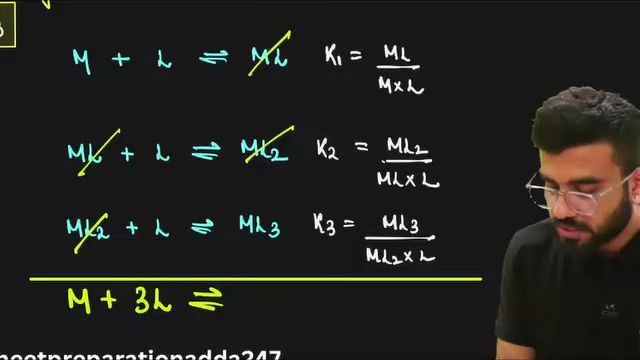 M + L ⇌ ML K₁ = ML / M×L
ML + L ⇌ ML₂ K₂ = ML₂ / ML×L
ML₂ + L ⇌ ML₃ K₃ = ML₃ / ML₂×L
M + 3L ⇌
neetpreparationadda247